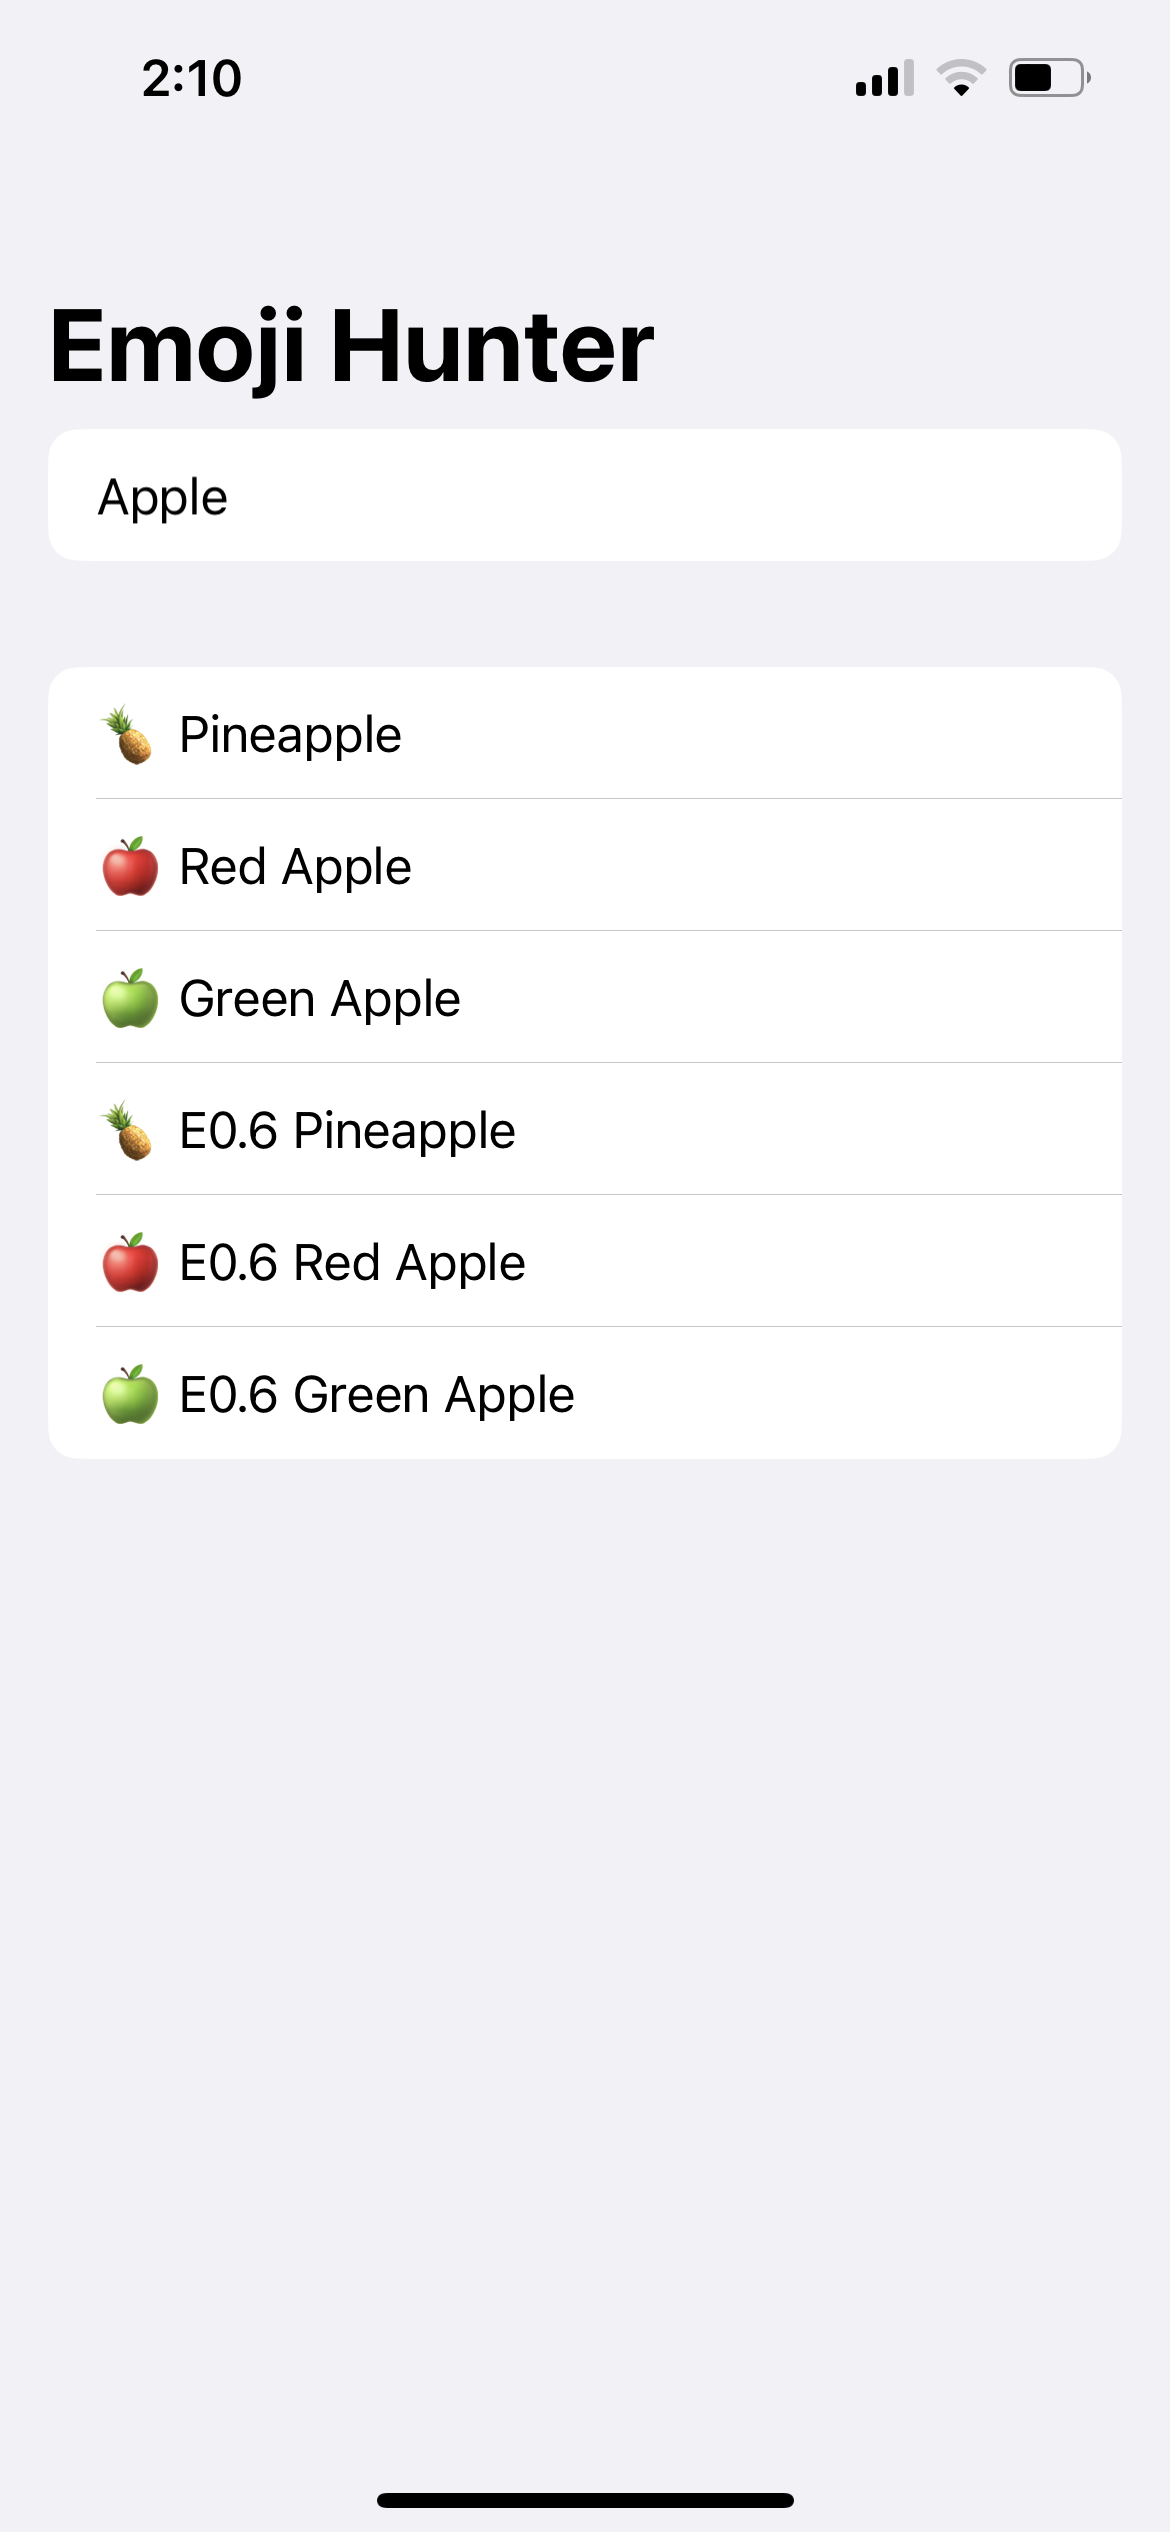 2:10
Emoji Hunter
Apple
🍍 Pineapple
🍎 Red Apple
🍏 Green Apple
🍍 E0.6 Pineapple
🍎 E0.6 Red Apple
🍏 E0.6 Green Apple